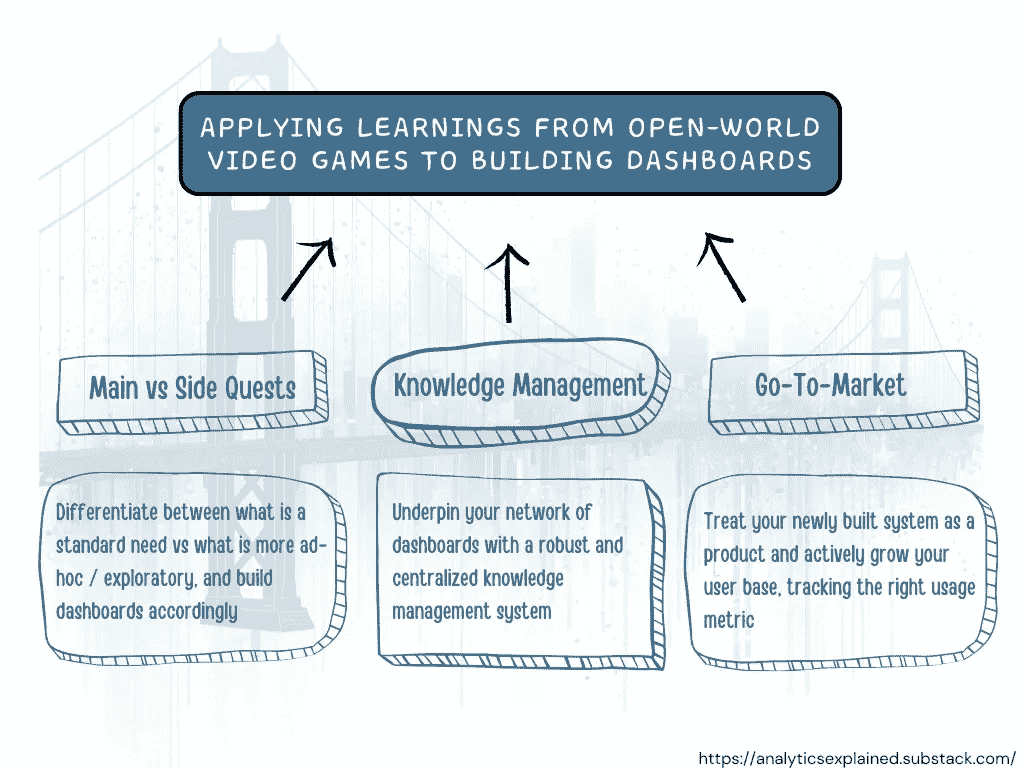 APPLYING LEARNINGS FROM OPEN-WORLD
VIDEO GAMES TO BUILDING DASHBOARDS
Main vs Side Quests
Knowledge Management
Go-To-Market
Differentiate between what is a
standard need vs what is more ad-
hoc / exploratory, and build
dashboards accordingly
Underpin your network of
dashboards with a robust and
centralized knowledge
management system
Treat your newly built system as a
product and actively grow your
user base, tracking the right usage
metric
https://analyticsexplained.substack.com/